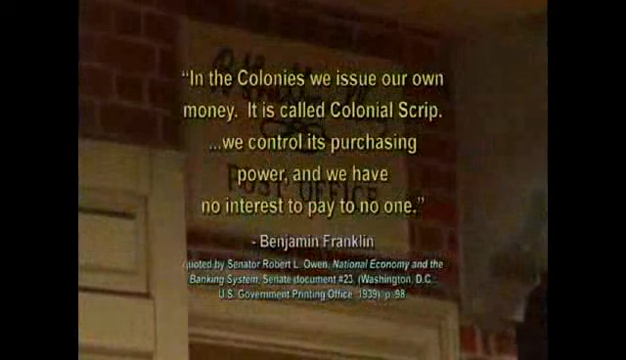 B. Free Franklin
POST OFFICE
“In the Colonies we issue our own
money. It is called Colonial Scrip.
...we control its purchasing
power, and we have
no interest to pay to no one.”
- Benjamin Franklin
quoted by Senator Robert L. Owen, National Economy and the
Banking System, Senate document #23, (Washington, D.C.:
U.S. Government Printing Office, 1939), p. 98.